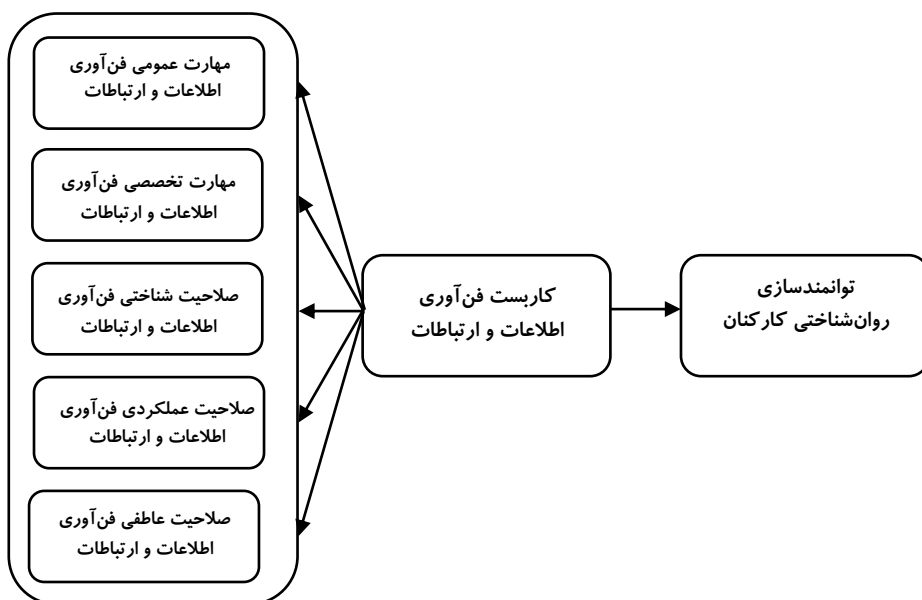 مهارت عمومی فن‌آوری
اطلاعات و ارتباطات
مهارت تخصصی فن‌آوری
اطلاعات و ارتباطات
صلاحیت شناختی فن‌آوری
اطلاعات و ارتباطات
صلاحیت عملکردی فن‌آوری
اطلاعات و ارتباطات
صلاحیت عاطفی فن‌آوری
اطلاعات و ارتباطات
کاربست فن‌آوری
اطلاعات و ارتباطات
توانمندسازی
روان‌شناختی کارکنان